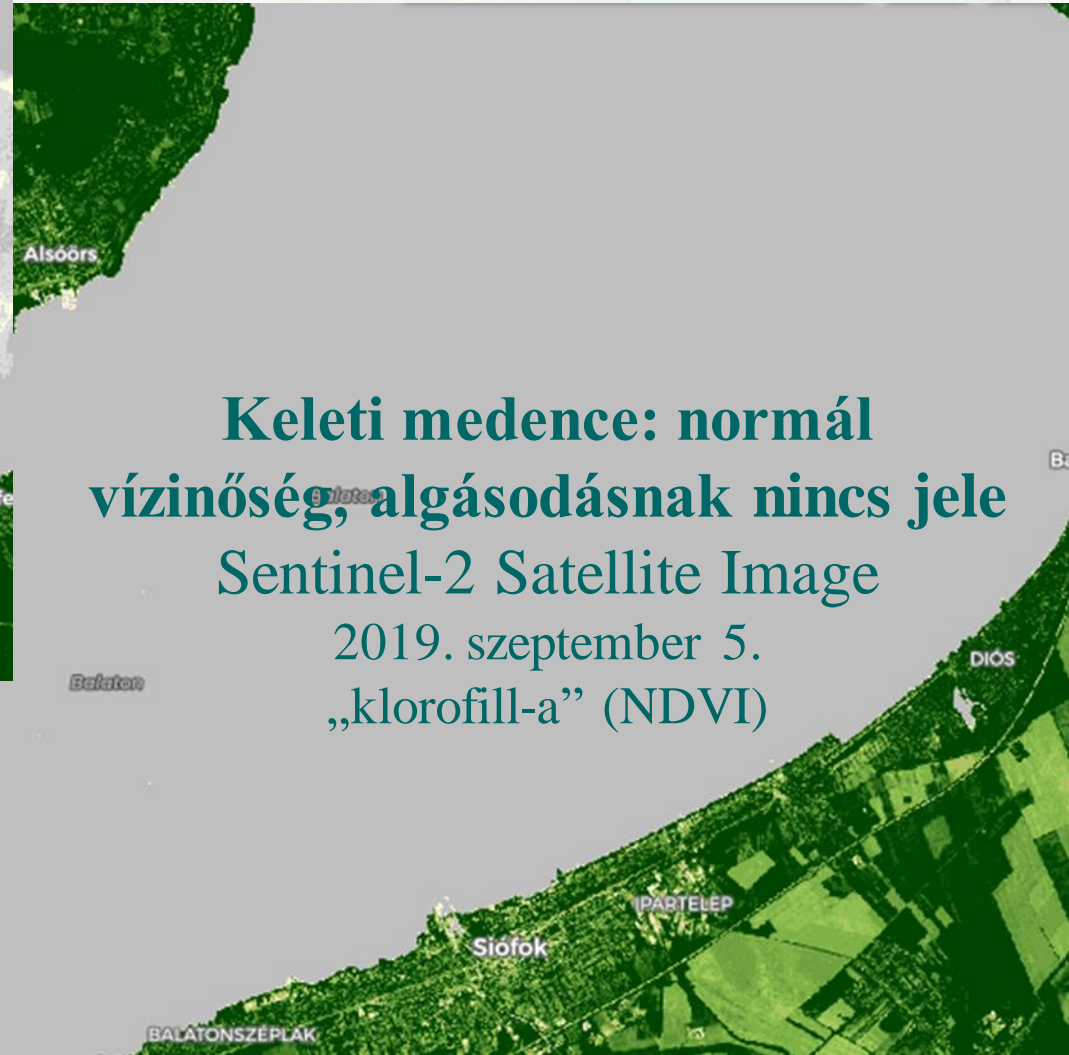 Alsóörs
Keleti medence: normál
vízinőség, algásodásnak nincs jele
Balaton
Sentinel-2 Satellite Image
2019. szeptember 5.
„klorofill-a” (NDVI)
Balaton
DIÓS
IPARTELEP
Siófok
BALATONSZÉPLAK